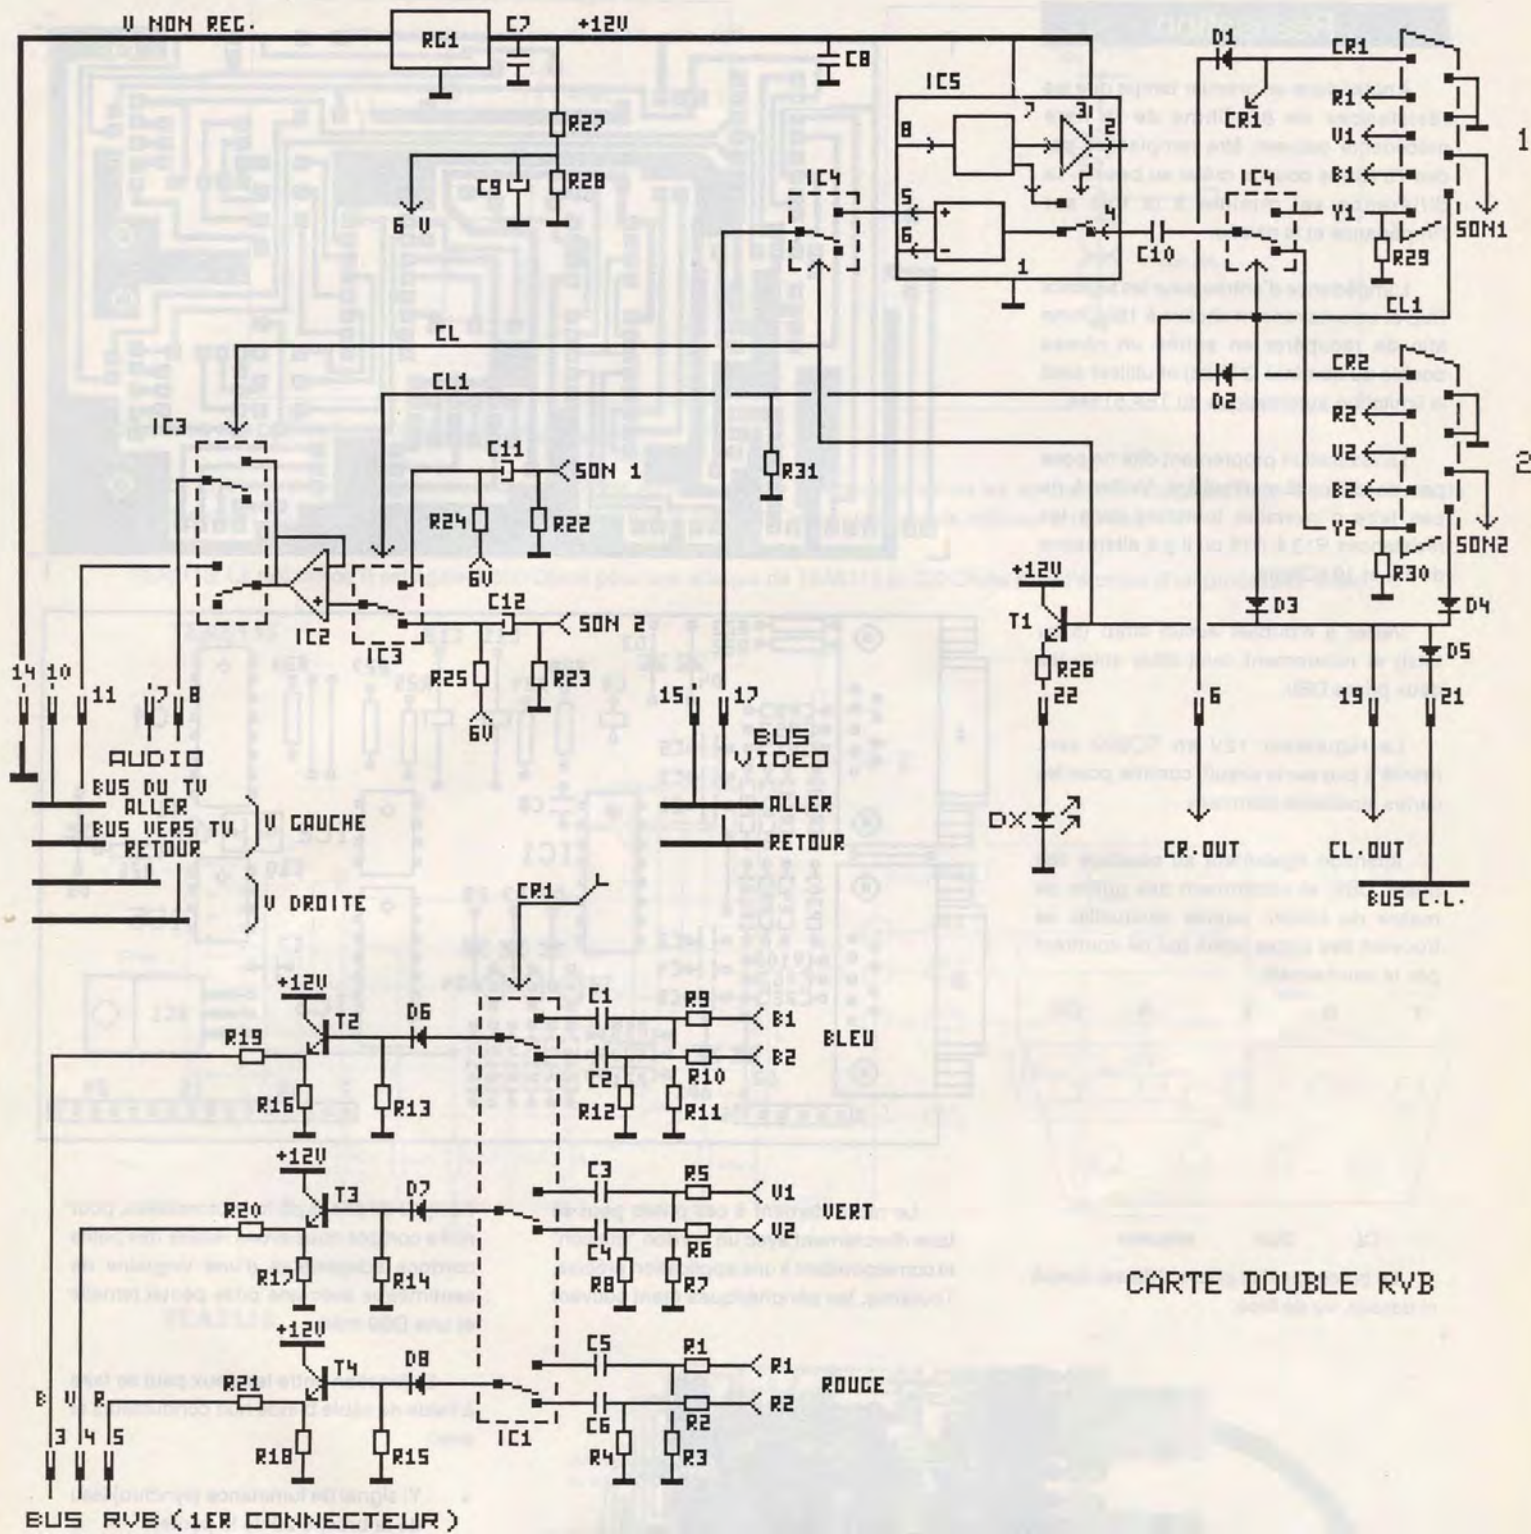 V NON REG.
RG1
C7
+12V
C8
IC5
D1
CR1
CR1
R1
V1
B1
Y1
1
SON1
R27
R28
C9
6 V
IC4
8
7
3
2
5
6
4
1
+
-
C10
IC4
R29
CL1
CL
CL1
CR2
D2
R2
V2
B2
Y2
2
SON2
R30
IC3
C11
SON 1
R24
R22
6V
R31
C12
SON 2
IC2
+
IC3
R25
R23
6V
+12V
T1
D3
D4
D5
R26
14
10
11
7
8
15
17
22
6
19
21
AUDIO
BUS DU TV
ALLER
BUS VERS TV
RETOUR
V GAUCHE
V DROITE
BUS
VIDEO
ALLER
RETOUR
DX
CR.OUT
CL.OUT
BUS C.L.
CR1
+12V
T2
D6
C1
R9
B1
BLEU
B2
R19
C2
R10
R16
R13
R12
R11
+12V
T3
D7
C3
R5
V1
VERT
V2
R20
C4
R6
R17
R14
R8
R7
CARTE DOUBLE RVB
+12V
T4
D8
C5
R1
R1
ROUGE
R2
R2
R21
C6
R18
R15
IC1
R4
R3
B V R
3
4
5
BUS RVB (1ER CONNECTEUR)